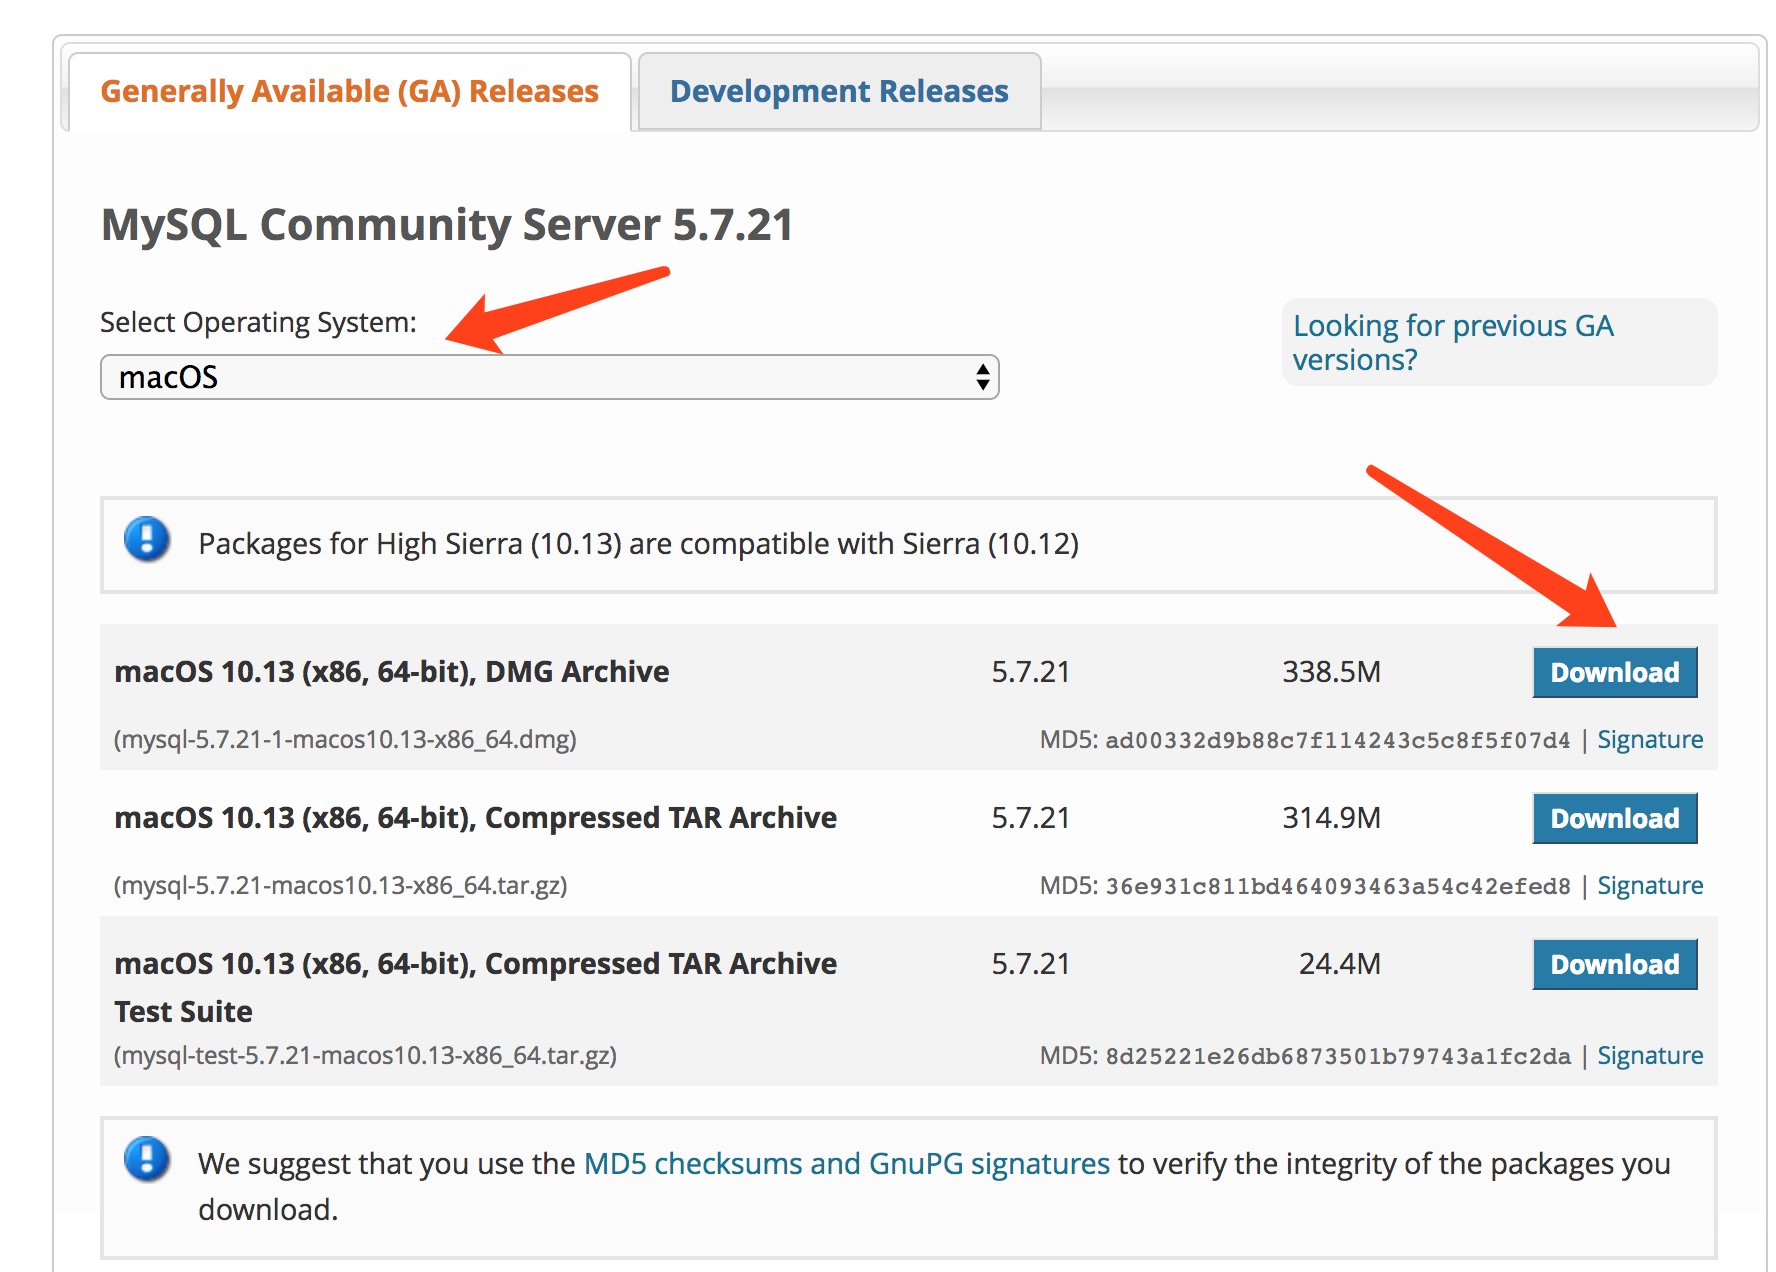 Generally Available (GA) Releases
Development Releases
MySQL Community Server 5.7.21
Select Operating System:
macOS
Looking for previous GA
versions?
Packages for High Sierra (10.13) are compatible with Sierra (10.12)
macOS 10.13 (x86, 64-bit), DMG Archive 5.7.21 338.5M Download
(mysql-5.7.21-1-macos10.13-x86_64.dmg) MD5: ad00332d9b88c7f114243c5c8f5f07d4 | Signature
macOS 10.13 (x86, 64-bit), Compressed TAR Archive 5.7.21 314.9M Download
(mysql-5.7.21-macos10.13-x86_64.tar.gz) MD5: 36e931c811bd464093463a54c42efed8 | Signature
macOS 10.13 (x86, 64-bit), Compressed TAR Archive 5.7.21 24.4M Download
Test Suite
(mysql-test-5.7.21-macos10.13-x86_64.tar.gz) MD5: 8d25221e26db6873501b79743a1fc2da | Signature
We suggest that you use the MD5 checksums and GnuPG signatures to verify the integrity of the packages you
download.